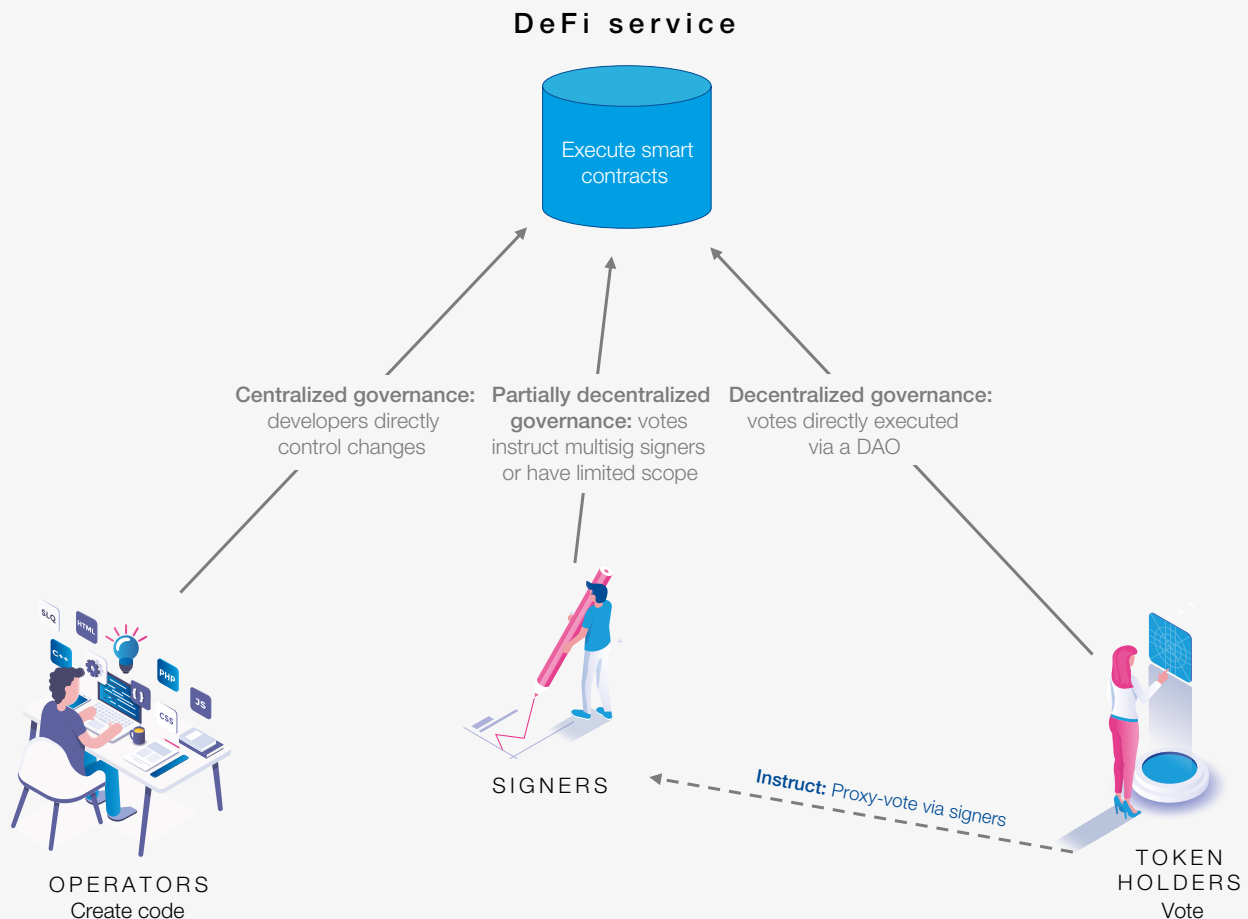 DeFi service
Execute smart
contracts
Centralized governance:
developers directly
control changes
Partially decentralized
governance: votes
instruct multisig signers
or have limited scope
Decentralized governance:
votes directly executed
via a DAO
SLQ
HTML
C++
PHP
{ }
JS
CSS
SIGNERS
Instruct: Proxy-vote via signers
OPERATORS
Create code
TOKEN
HOLDERS
Vote